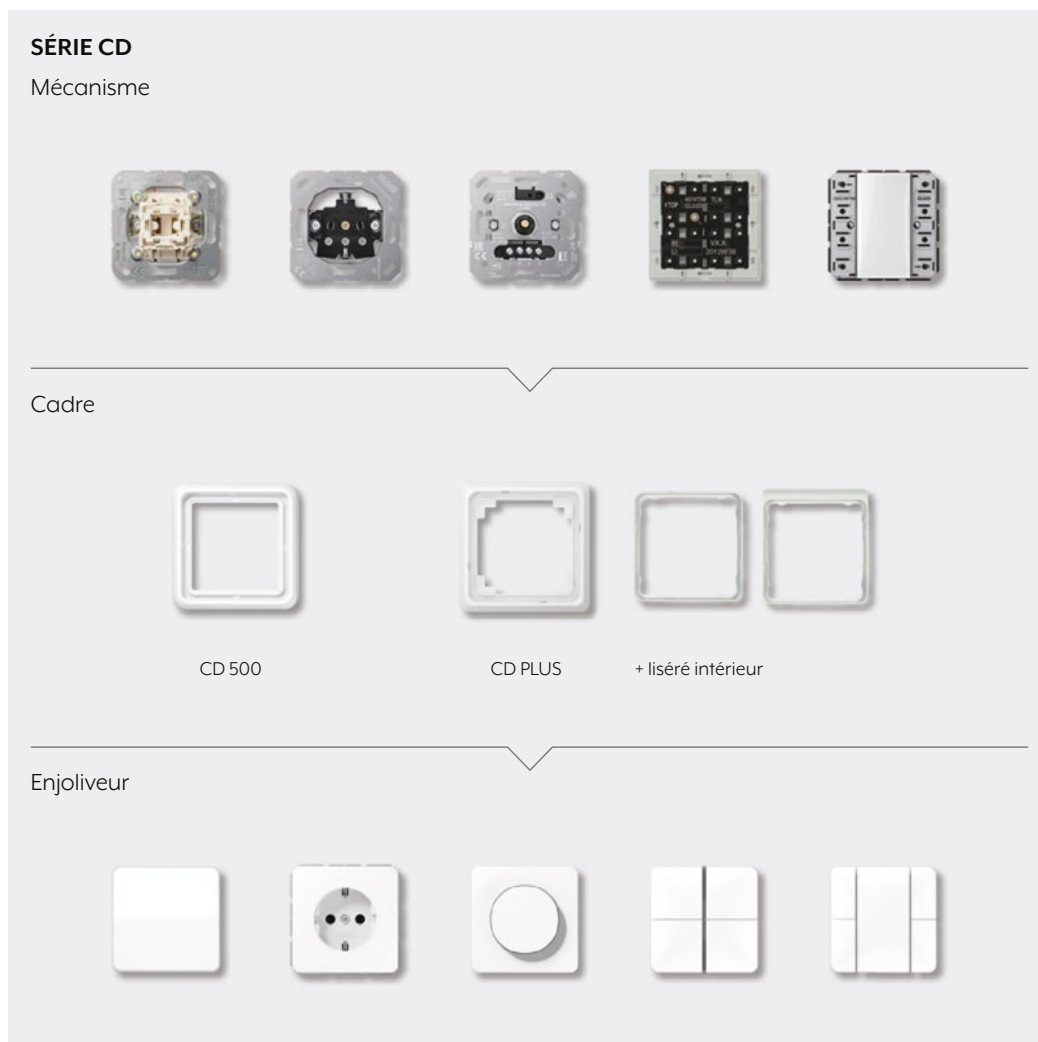 SÉRIE CD
Mécanisme
Cadre
CD 500
CD PLUS
+ liséré intérieur
Enjoliveur